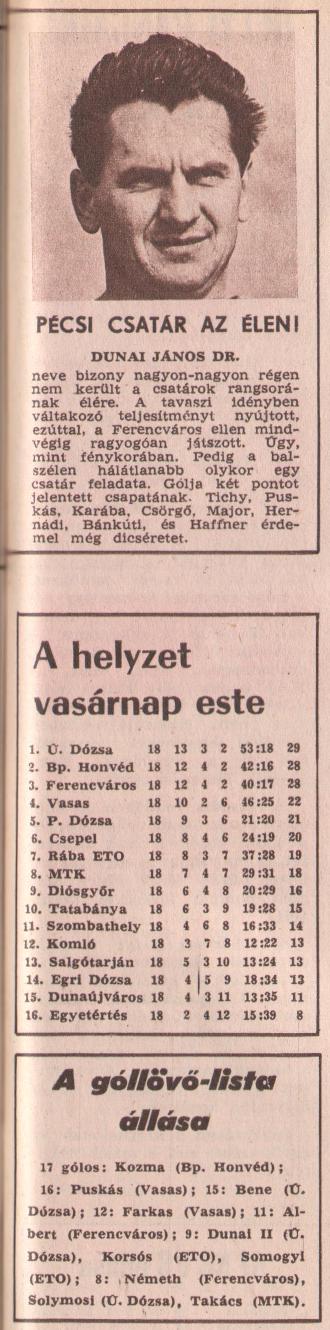 PÉCSI CSATÁR AZ ÉLEN!
DUNAI JÁNOS DR.
neve bizony nagyon-nagyon régen
nem került a csatárok rangsorá-
nak élére. A tavaszi idényben
váltakozó teljesítményt nyújtott,
ezúttal, a Ferencváros ellen mind-
végig ragyogóan játszott. Úgy,
mint fénykorában. Pedig a bal-
szélen hálátlanabb olykor egy
csatár feladata. Gólja két pontot
jelentett csapatának. Tichy, Pus-
kás, Karába, Csörgő, Major, Her-
nádi, Bánkúti, és Haffner érde-
mel még dicséretet.
A helyzet
vasárnap este
1. Ú. Dózsa 18 13 3 2 53:18 29
2. Bp. Honvéd 18 12 4 2 42:16 28
3. Ferencváros 18 12 4 2 40:17 28
4. Vasas 18 10 2 6 46:25 22
5. P. Dózsa 18 9 3 6 21:20 21
6. Csepel 18 8 4 6 24:19 20
7. Rába ETO 18 8 3 7 37:28 19
8. MTK 18 7 4 7 29:31 18
9. Diósgyőr 18 6 4 8 20:29 16
10. Tatabánya 18 6 3 9 19:28 15
11. Szombathely 18 4 6 8 16:33 14
12. Komló 18 3 7 8 12:22 13
13. Salgótarján 18 5 3 10 13:24 13
14. Egri Dózsa 18 4 5 9 18:34 13
15. Dunaújváros 18 4 3 11 13:35 11
16. Egyetértés 18 2 4 12 15:39 8
A góllövő-lista
állása
17 gólos: Kozma (Bp. Honvéd);
16: Puskás (Vasas); 15: Bene (Ú.
Dózsa); 12: Farkas (Vasas); 11: Al-
bert (Ferencváros); 9: Dunai II (Ú.
Dózsa), Korsós (ETO), Somogyi
(ETO); 8: Németh (Ferencváros),
Solymosi (Ú. Dózsa), Takács (MTK).